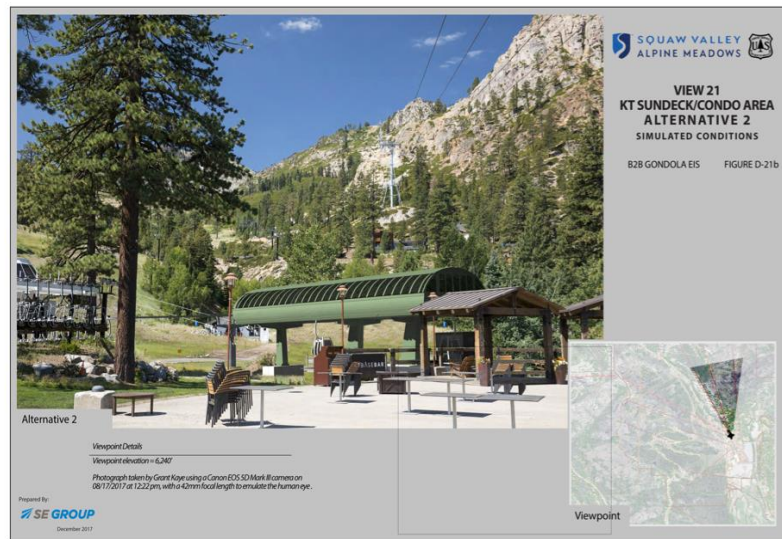 SQUAW VALLEY
ALPINE MEADOWS
UAS
VIEW 21
KT SUNDECK/CONDO AREA
ALTERNATIVE 2
SIMULATED CONDITIONS
B2B GONDOLA EIS FIGURE D-21b
Alternative 2
Viewpoint Details
Viewpoint elevation = 6,240'
Photograph taken by Grant Kaye using a Canon EOS 5D Mark III camera on
08/17/2017 at 12:22 pm, with a 42mm focal length to emulate the human eye.
Prepared By:
SE GROUP
December 2017
Viewpoint